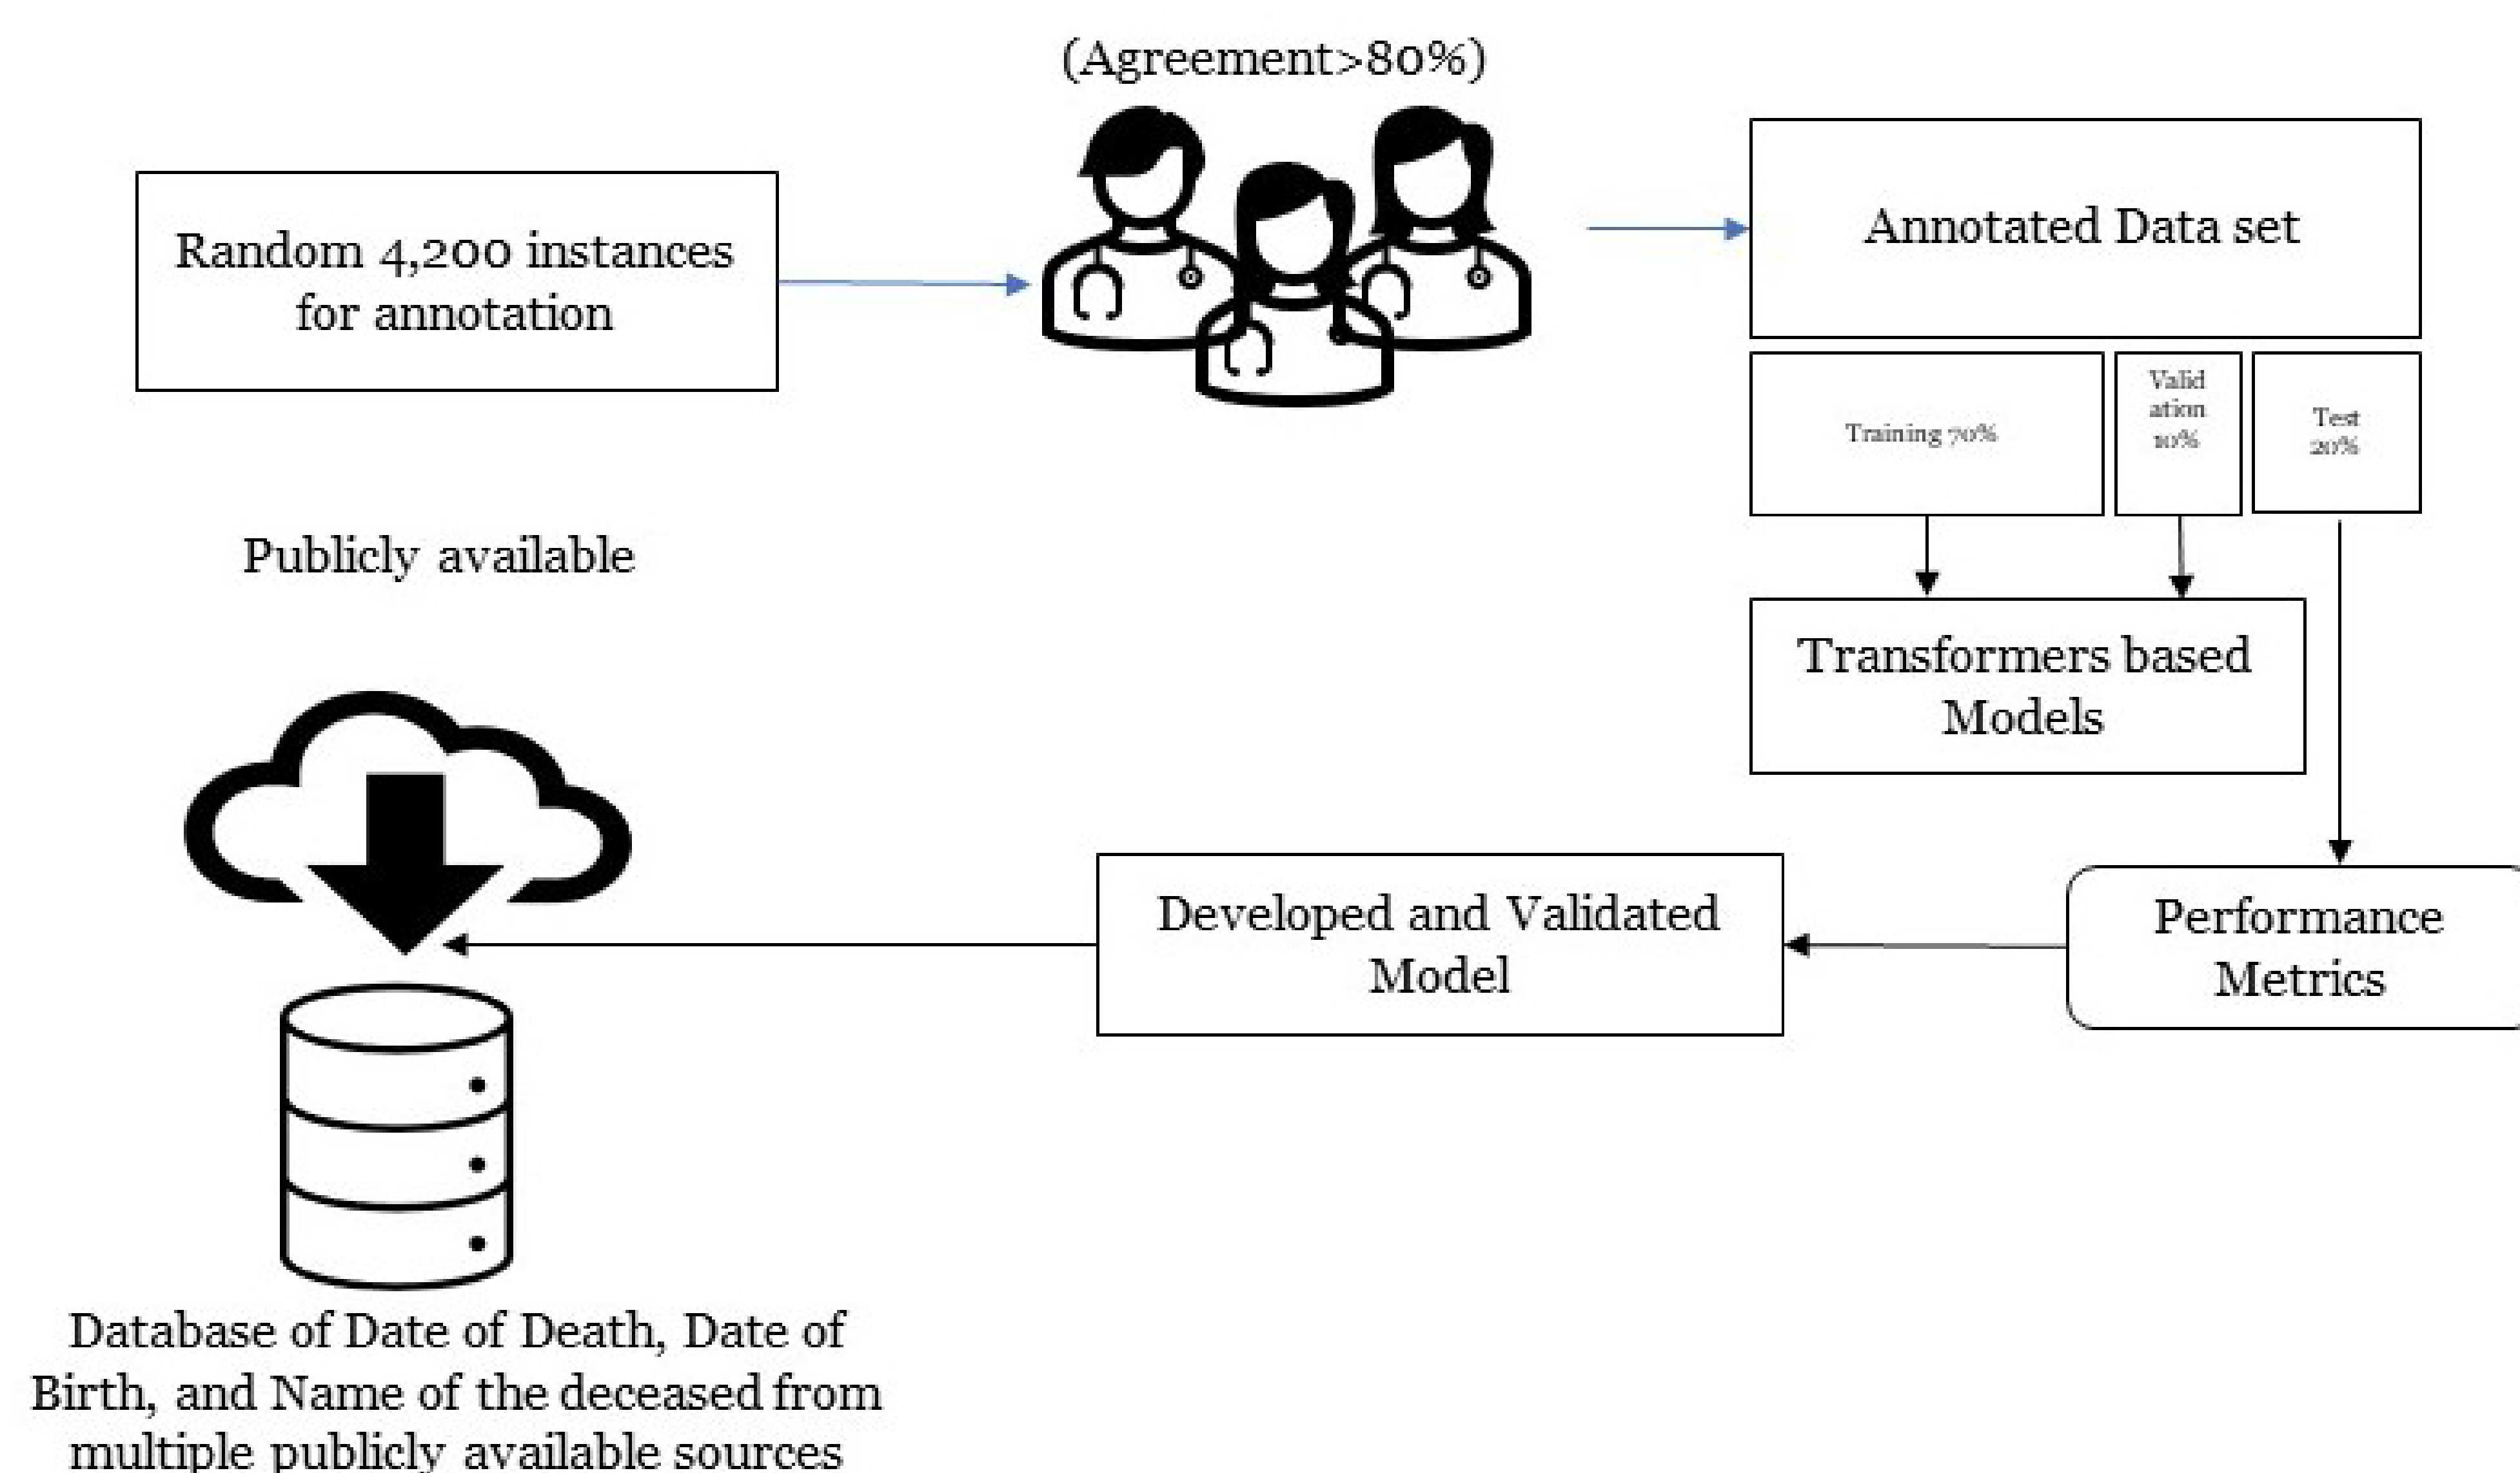 (Agreement>80%)
Random 4,200 instances
for annotation
Annotated Data set
Training 70%
Valid
ation
10%
Test
20%
Publicly available
Transformers based
Models
Developed and Validated
Model
Performance
Metrics
Database of Date of Death, Date of
Birth, and Name of the deceased from
multiple publicly available sources